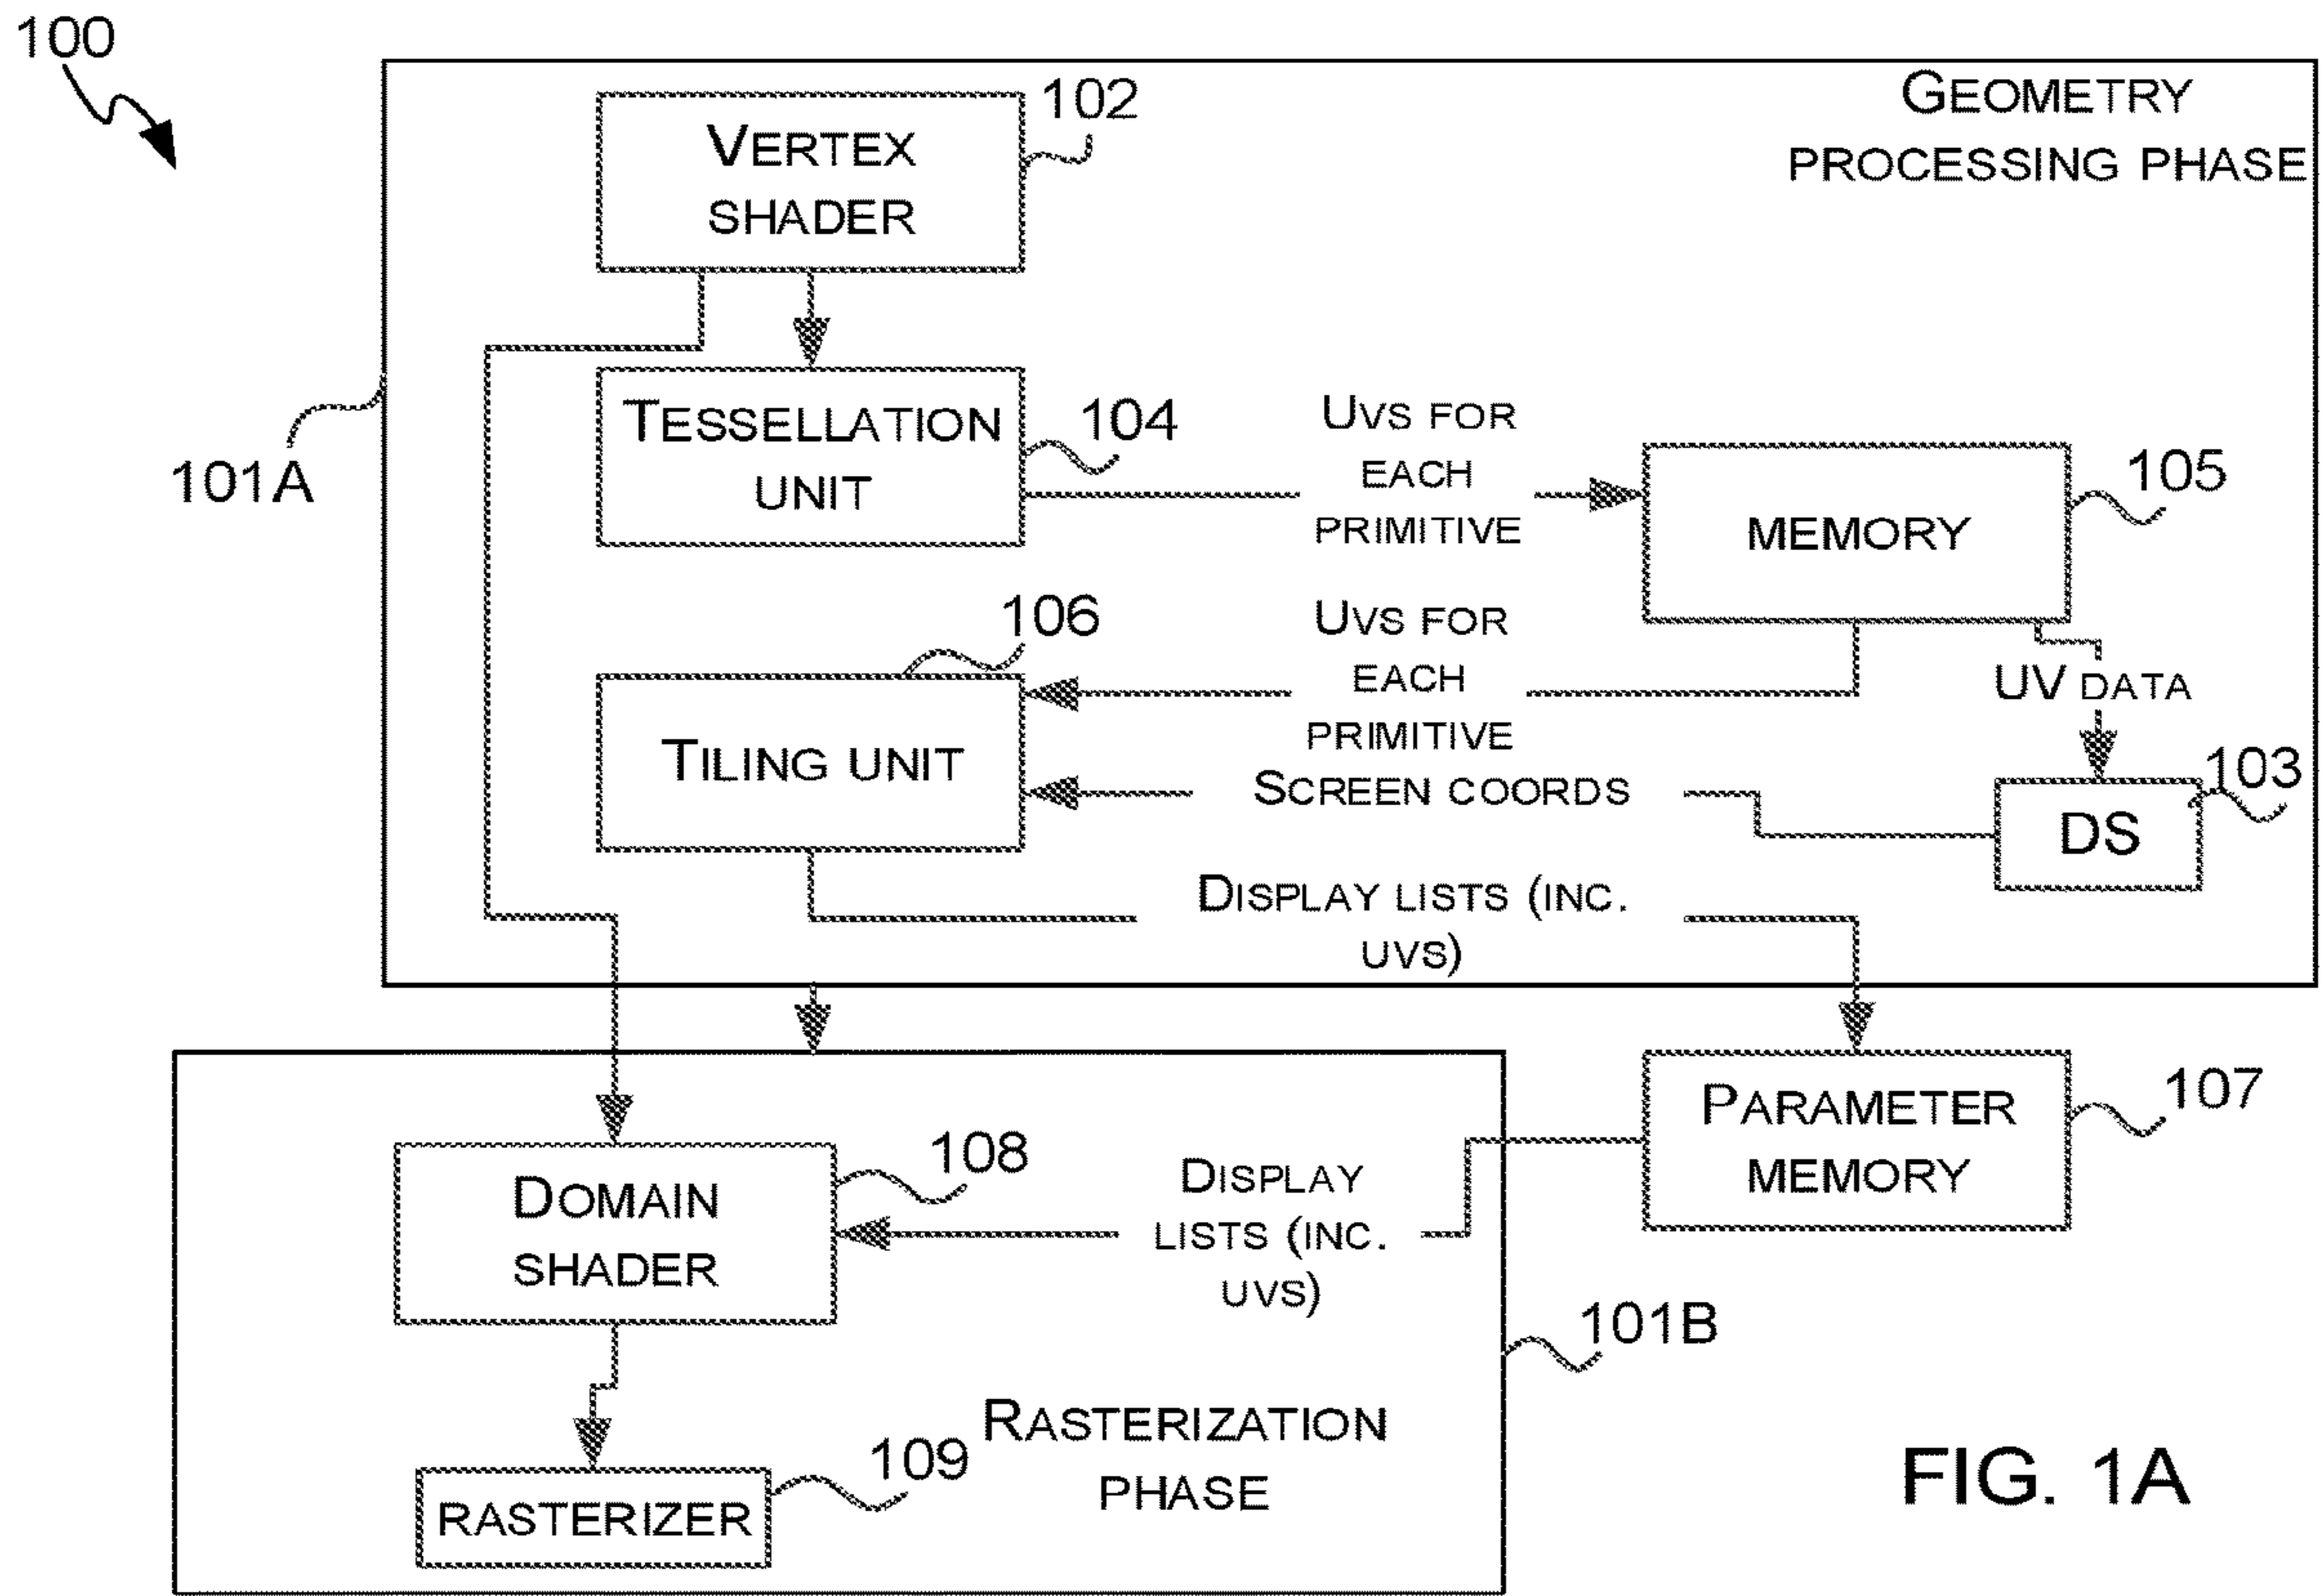 100
GEOMETRY
PROCESSING PHASE
102
VERTEX
SHADER
101A
TESSELLATION
UNIT
104
UVS FOR
EACH
PRIMITIVE
105
MEMORY
106
UVS FOR
EACH
PRIMITIVE
UV DATA
TILING UNIT
SCREEN COORDS
103
DS
DISPLAY LISTS (INC.
UVS)
PARAMETER
MEMORY
107
108
DOMAIN
SHADER
DISPLAY
LISTS (INC.
UVS)
101B
RASTERIZATION
PHASE
109
RASTERIZER
FIG. 1A